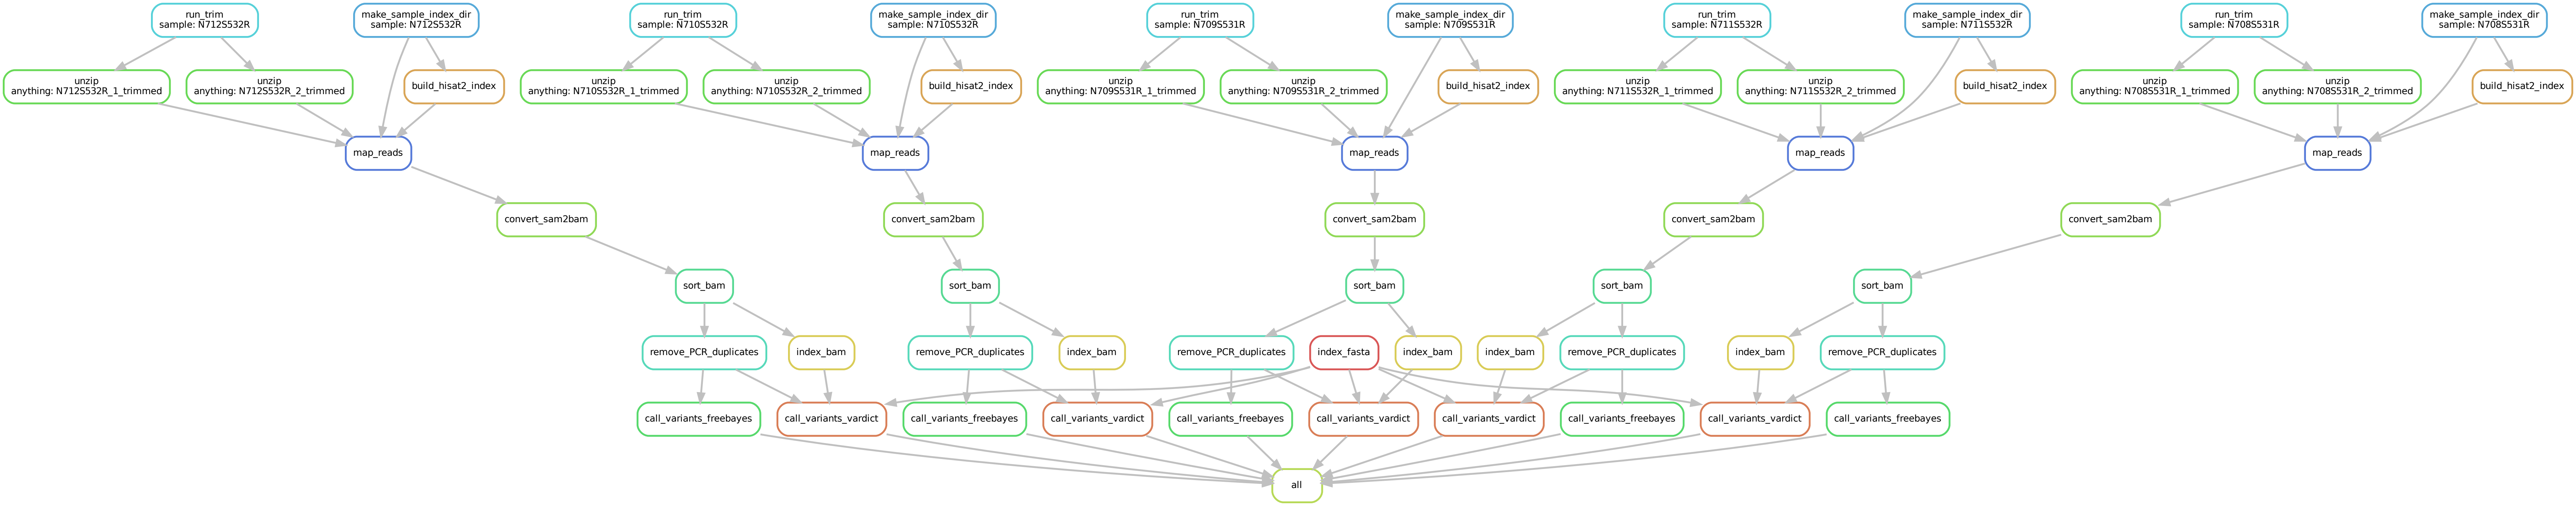 run_trim
sample: N712S532R
make_sample_index_dir
sample: N712S532R
run_trim
sample: N710S532R
make_sample_index_dir
sample: N710S532R
run_trim
sample: N709S531R
make_sample_index_dir
sample: N709S531R
run_trim
sample: N711S532R
make_sample_index_dir
sample: N711S532R
run_trim
sample: N708S531R
make_sample_index_dir
sample: N708S531R
unzip
anything: N712S532R_1_trimmed
unzip
anything: N712S532R_2_trimmed
build_hisat2_index
unzip
anything: N710S532R_1_trimmed
unzip
anything: N710S532R_2_trimmed
build_hisat2_index
unzip
anything: N709S531R_1_trimmed
unzip
anything: N709S531R_2_trimmed
build_hisat2_index
unzip
anything: N711S532R_1_trimmed
unzip
anything: N711S532R_2_trimmed
build_hisat2_index
unzip
anything: N708S531R_1_trimmed
unzip
anything: N708S531R_2_trimmed
build_hisat2_index
map_reads
map_reads
map_reads
map_reads
map_reads
convert_sam2bam
convert_sam2bam
convert_sam2bam
convert_sam2bam
convert_sam2bam
sort_bam
sort_bam
sort_bam
sort_bam
sort_bam
remove_PCR_duplicates
index_bam
remove_PCR_duplicates
index_bam
remove_PCR_duplicates
index_fasta
index_bam
index_bam
remove_PCR_duplicates
index_bam
remove_PCR_duplicates
call_variants_freebayes
call_variants_vardict
call_variants_freebayes
call_variants_vardict
call_variants_freebayes
call_variants_vardict
call_variants_vardict
call_variants_freebayes
call_variants_vardict
call_variants_freebayes
all